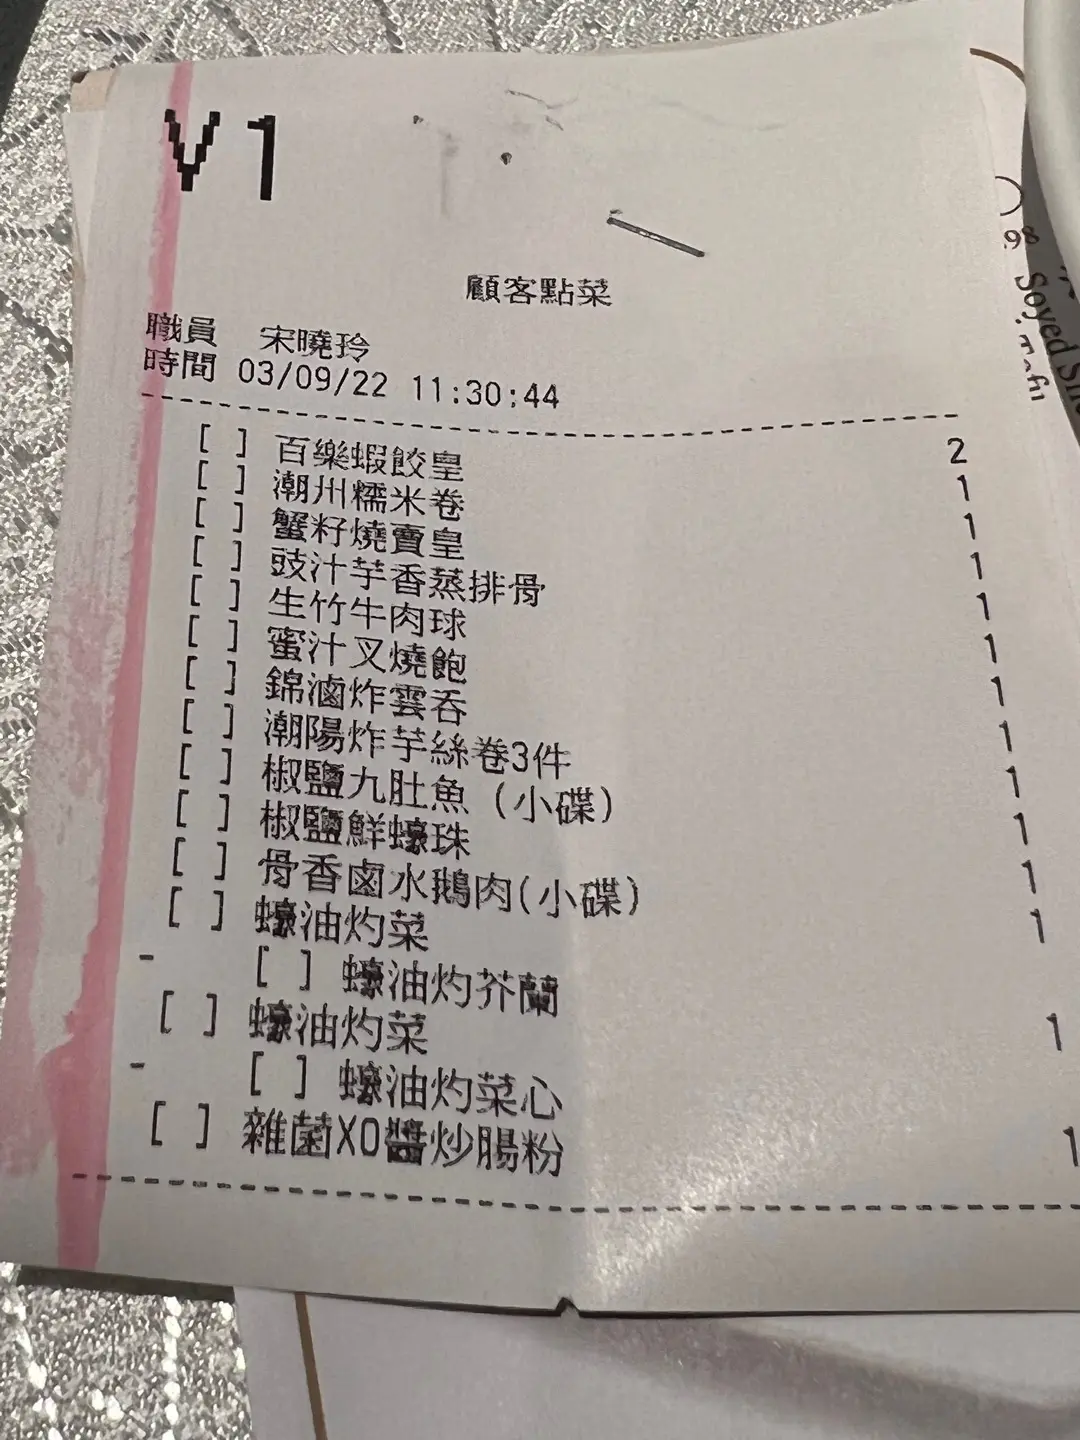 V1
顧客點菜
職員 宋曉玲
時間 03/09/22 11:30:44
[ ] 百樂蝦餃皇 2
[ ] 潮州糯米卷 1
[ ] 蟹籽燒賣皇 1
[ ] 豉汁芋香蒸排骨 1
[ ] 生竹牛肉球 1
[ ] 蜜汁叉燒飽 1
[ ] 錦滷炸雲吞 1
[ ] 潮陽炸芋絲卷3件 1
[ ] 椒鹽九肚魚 (小碟) 1
[ ] 椒鹽鮮蠔珠 1
[ ] 骨香鹵水鵝肉(小碟) 1
[ ] 蠔油灼菜 1
- [ ] 蠔油灼芥蘭
[ ] 蠔油灼菜 1
- [ ] 蠔油灼菜心
[ ] 雜菌XO醬炒腸粉 1
Soyed